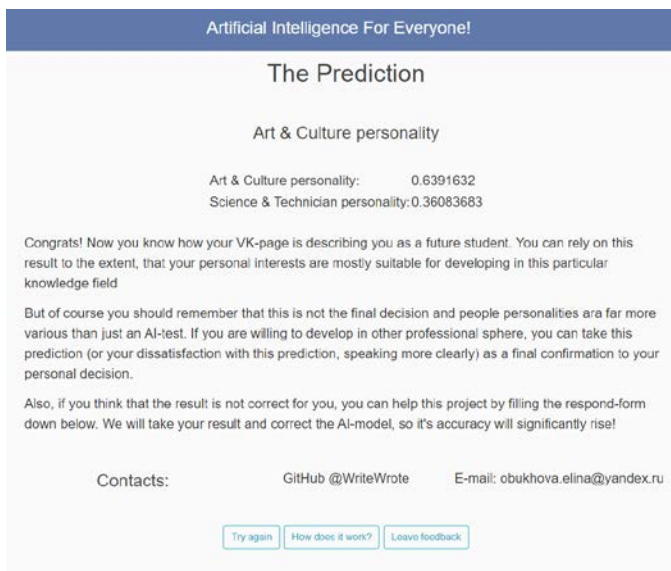 Artificial Intelligence For Everyone!
The Prediction
Art & Culture personality
Art & Culture personality: 0.6391632
Science & Technician personality: 0.36083683
Congrats! Now you know how your VK-page is describing you as a future student. You can rely on this
result to the extent, that your personal interests are mostly suitable for developing in this particular
knowledge field
But of course you should remember that this is not the final decision and people personalities ara far more
various than just an AI-test. If you are willing to develop in other professional sphere, you can take this
prediction (or your dissatisfaction with this prediction, speaking more clearly) as a final confirmation to your
personal decision.
Also, if you think that the result is not correct for you, you can help this project by filling the respond-form
down below. We will take your result and correct the AI-model, so it's accuracy will significantly rise!
Contacts: GitHub @WriteWrote E-mail: obukhova.elina@yandex.ru
Try again How does it work? Leave feedback